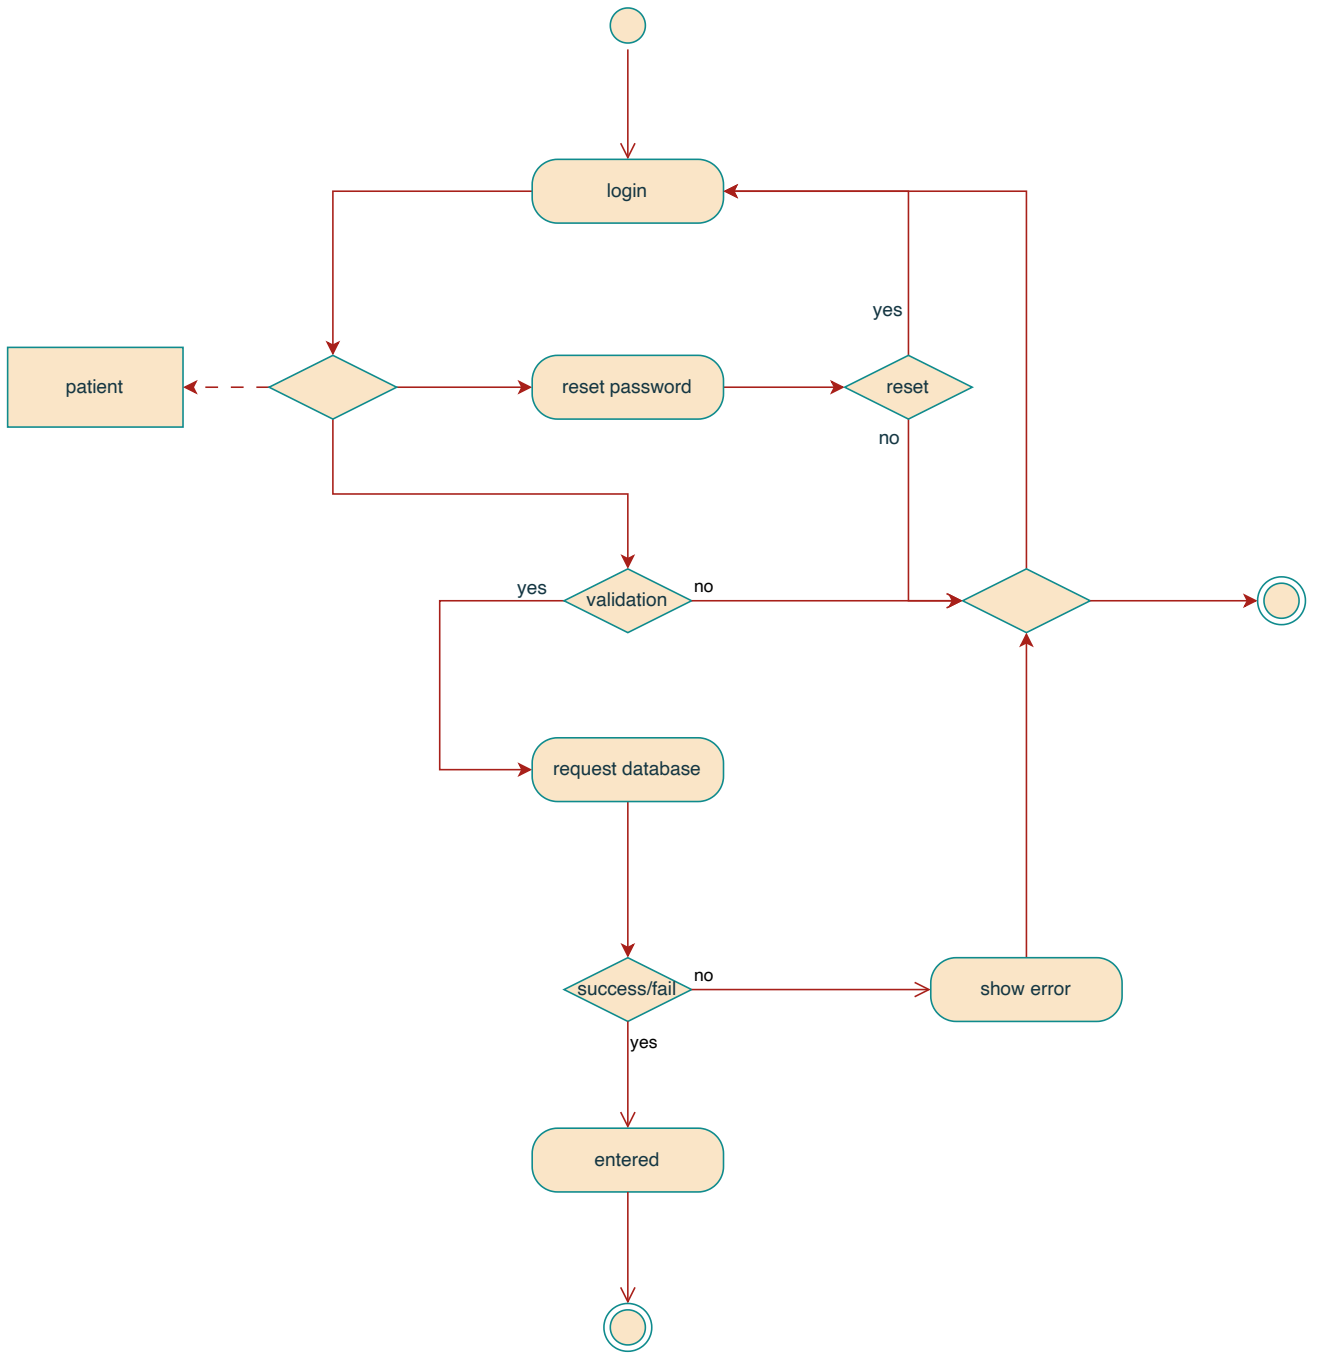 login
yes
patient
reset password
reset
no
yes
validation
no
request database
success/fail
no
show error
yes
entered